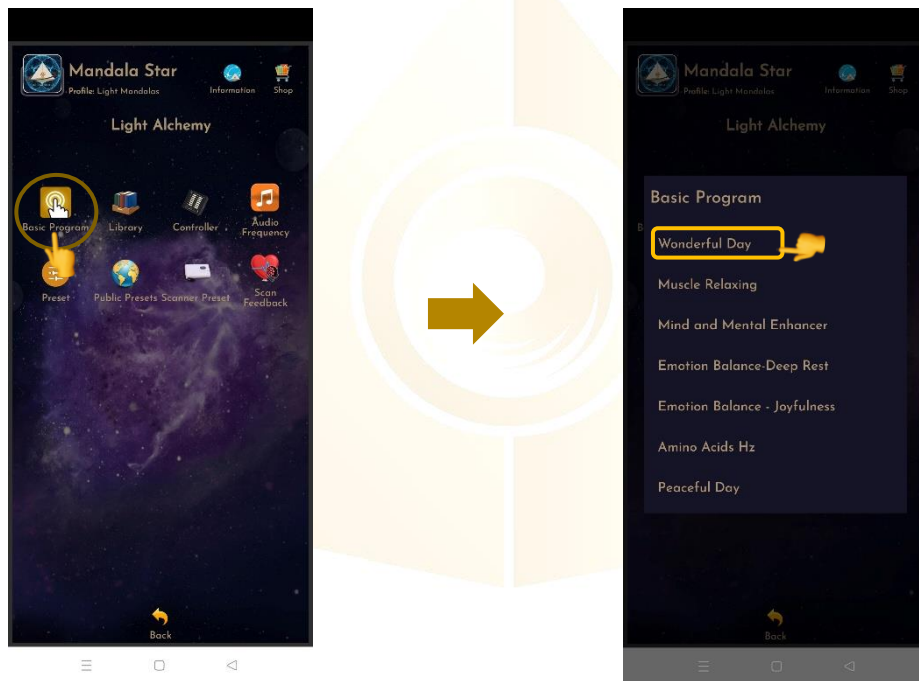 Mandala Star
Profile: Light Mandalas
Information
Shop
Light Alchemy
Basic Program
Library
Controller
Audio
Frequency
Preset
Public Presets
Scanner Preset
Scan
Feedback
Back
Mandala Star
Profile: Light Mandalas
Information
Shop
Light Alchemy
Basic Program
Wonderful Day
Muscle Relaxing
Mind and Mental Enhancer
Emotion Balance-Deep Rest
Emotion Balance - Joyfulness
Amino Acids Hz
Peaceful Day
Back